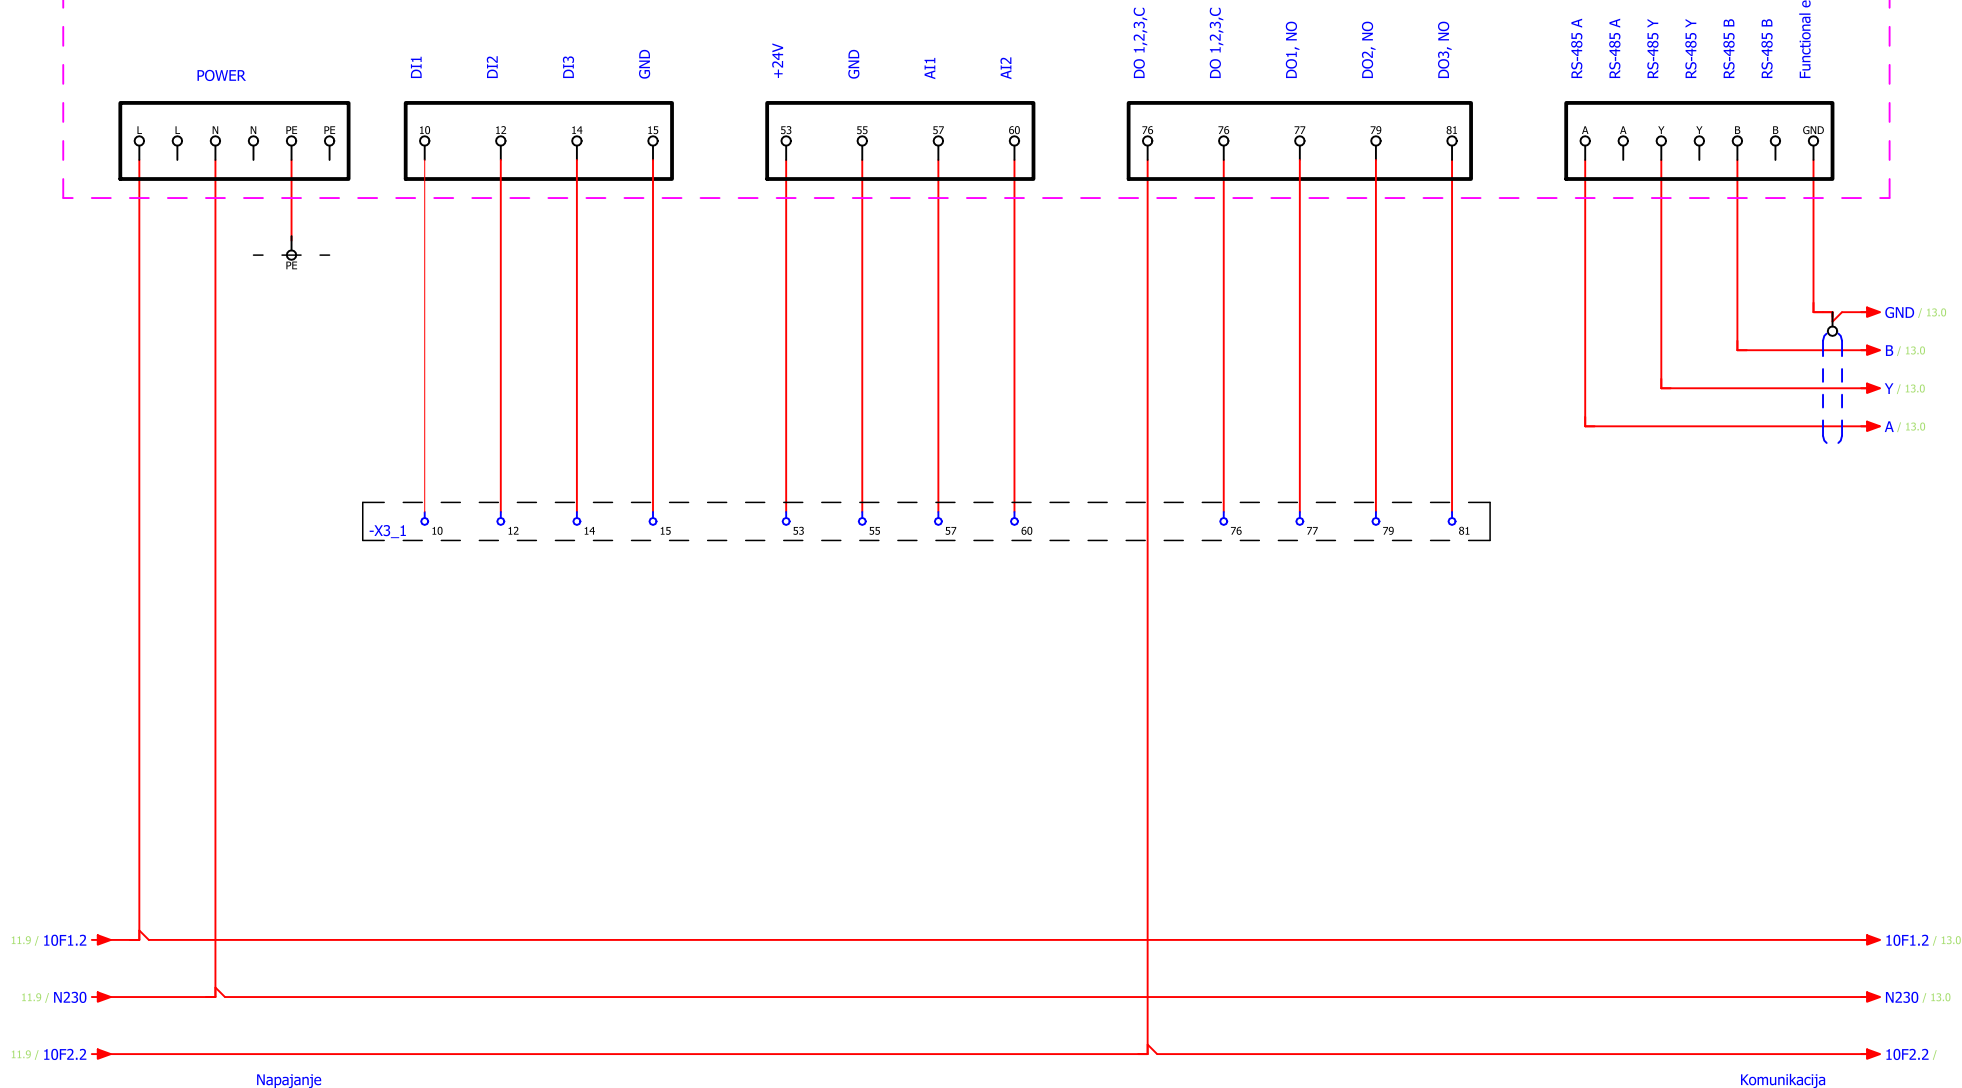 POWER
DI1
DI2
DI3
GND
+24V
GND
AI1
AI2
DO 1,2,3,C
DO 1,2,3,C
DO1, NO
DO2, NO
DO3, NO
RS-485 A
RS-485 A
RS-485 Y
RS-485 Y
RS-485 B
RS-485 B
Functional e
L L N N PE PE
10 12 14 15
53 55 57 60
76 76 77 79 81
A A Y Y B B GND
PE
GND / 13.0
B / 13.0
Y / 13.0
A / 13.0
-X3_1 10 12 14 15 53 55 57 60 76 77 79 81
11.9 / 10F1.2
10F1.2 / 13.0
11.9 / N230
N230 / 13.0
11.9 / 10F2.2
10F2.2 /
Napajanje
Komunikacija